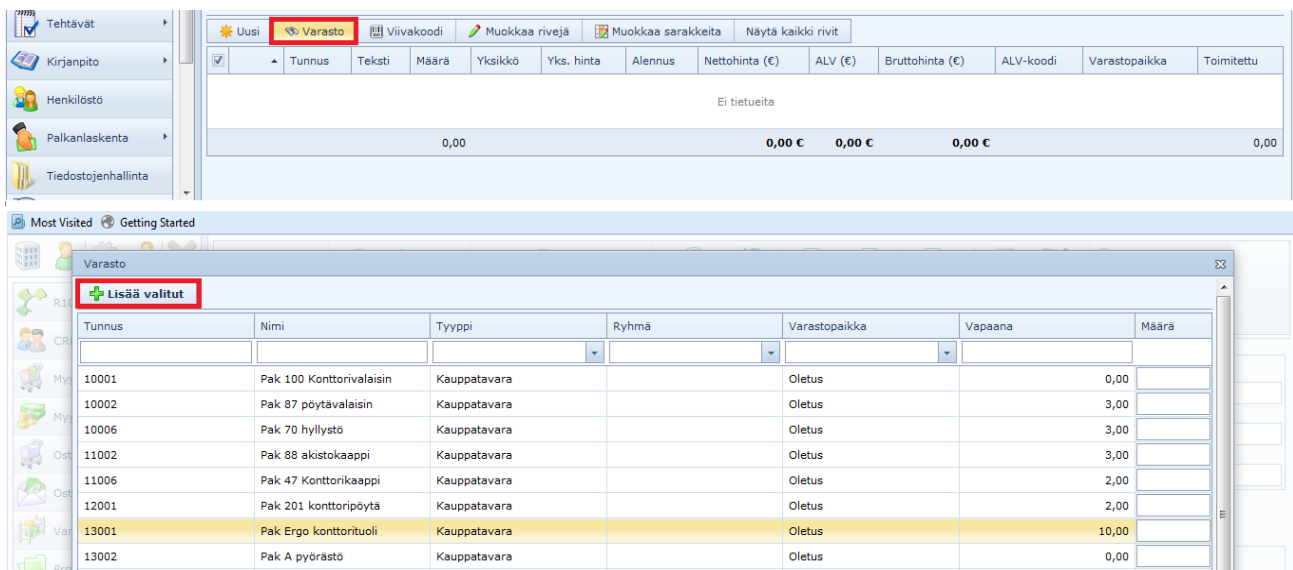 Tehtävät
Kirjanpito
Henkilöstö
Palkanlaskenta
Tiedostojenhallinta
Uusi Varasto Viivakoodi Muokkaa rivejä Muokkaa sarakkeita Näytä kaikki rivit
Tunnus Teksti Määrä Yksikkö Yks. hinta Alennus Nettohinta (€) ALV (€) Bruttohinta (€) ALV-koodi Varastopaikka Toimitettu
Ei tietueita
0,00 0,00 € 0,00 € 0,00 € 0,00
Most Visited Getting Started
Varasto
Lisää valitut
Tunnus Nimi Tyyppi Ryhmä Varastopaikka Vapaana Määrä
10001 Pak 100 Konttorivalaisin Kauppatavara Oletus 0,00
10002 Pak 87 pöytävalaisin Kauppatavara Oletus 3,00
10006 Pak 70 hyllystö Kauppatavara Oletus 3,00
11002 Pak 88 akistokaappi Kauppatavara Oletus 3,00
11006 Pak 47 Konttorikaappi Kauppatavara Oletus 2,00
12001 Pak 201 konttoripöytä Kauppatavara Oletus 2,00
13001 Pak Ergo konttorituoli Kauppatavara Oletus 10,00
13002 Pak A pyörästö Kauppatavara Oletus 0,00